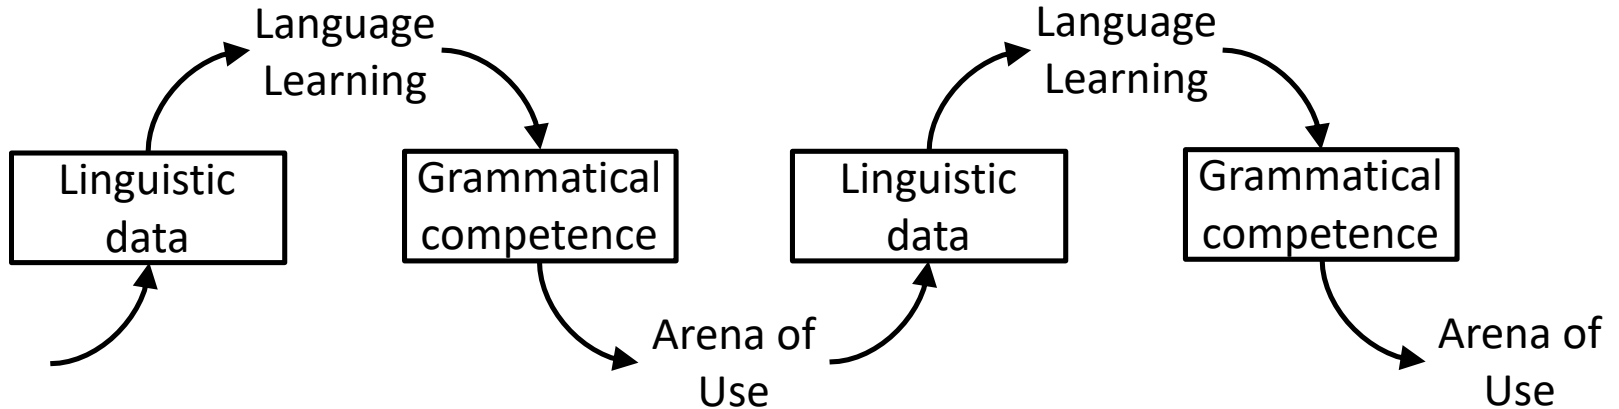 Language
Learning
Linguistic
data
Grammatical
competence
Arena of
Use
Language
Learning
Linguistic
data
Grammatical
competence
Arena of
Use